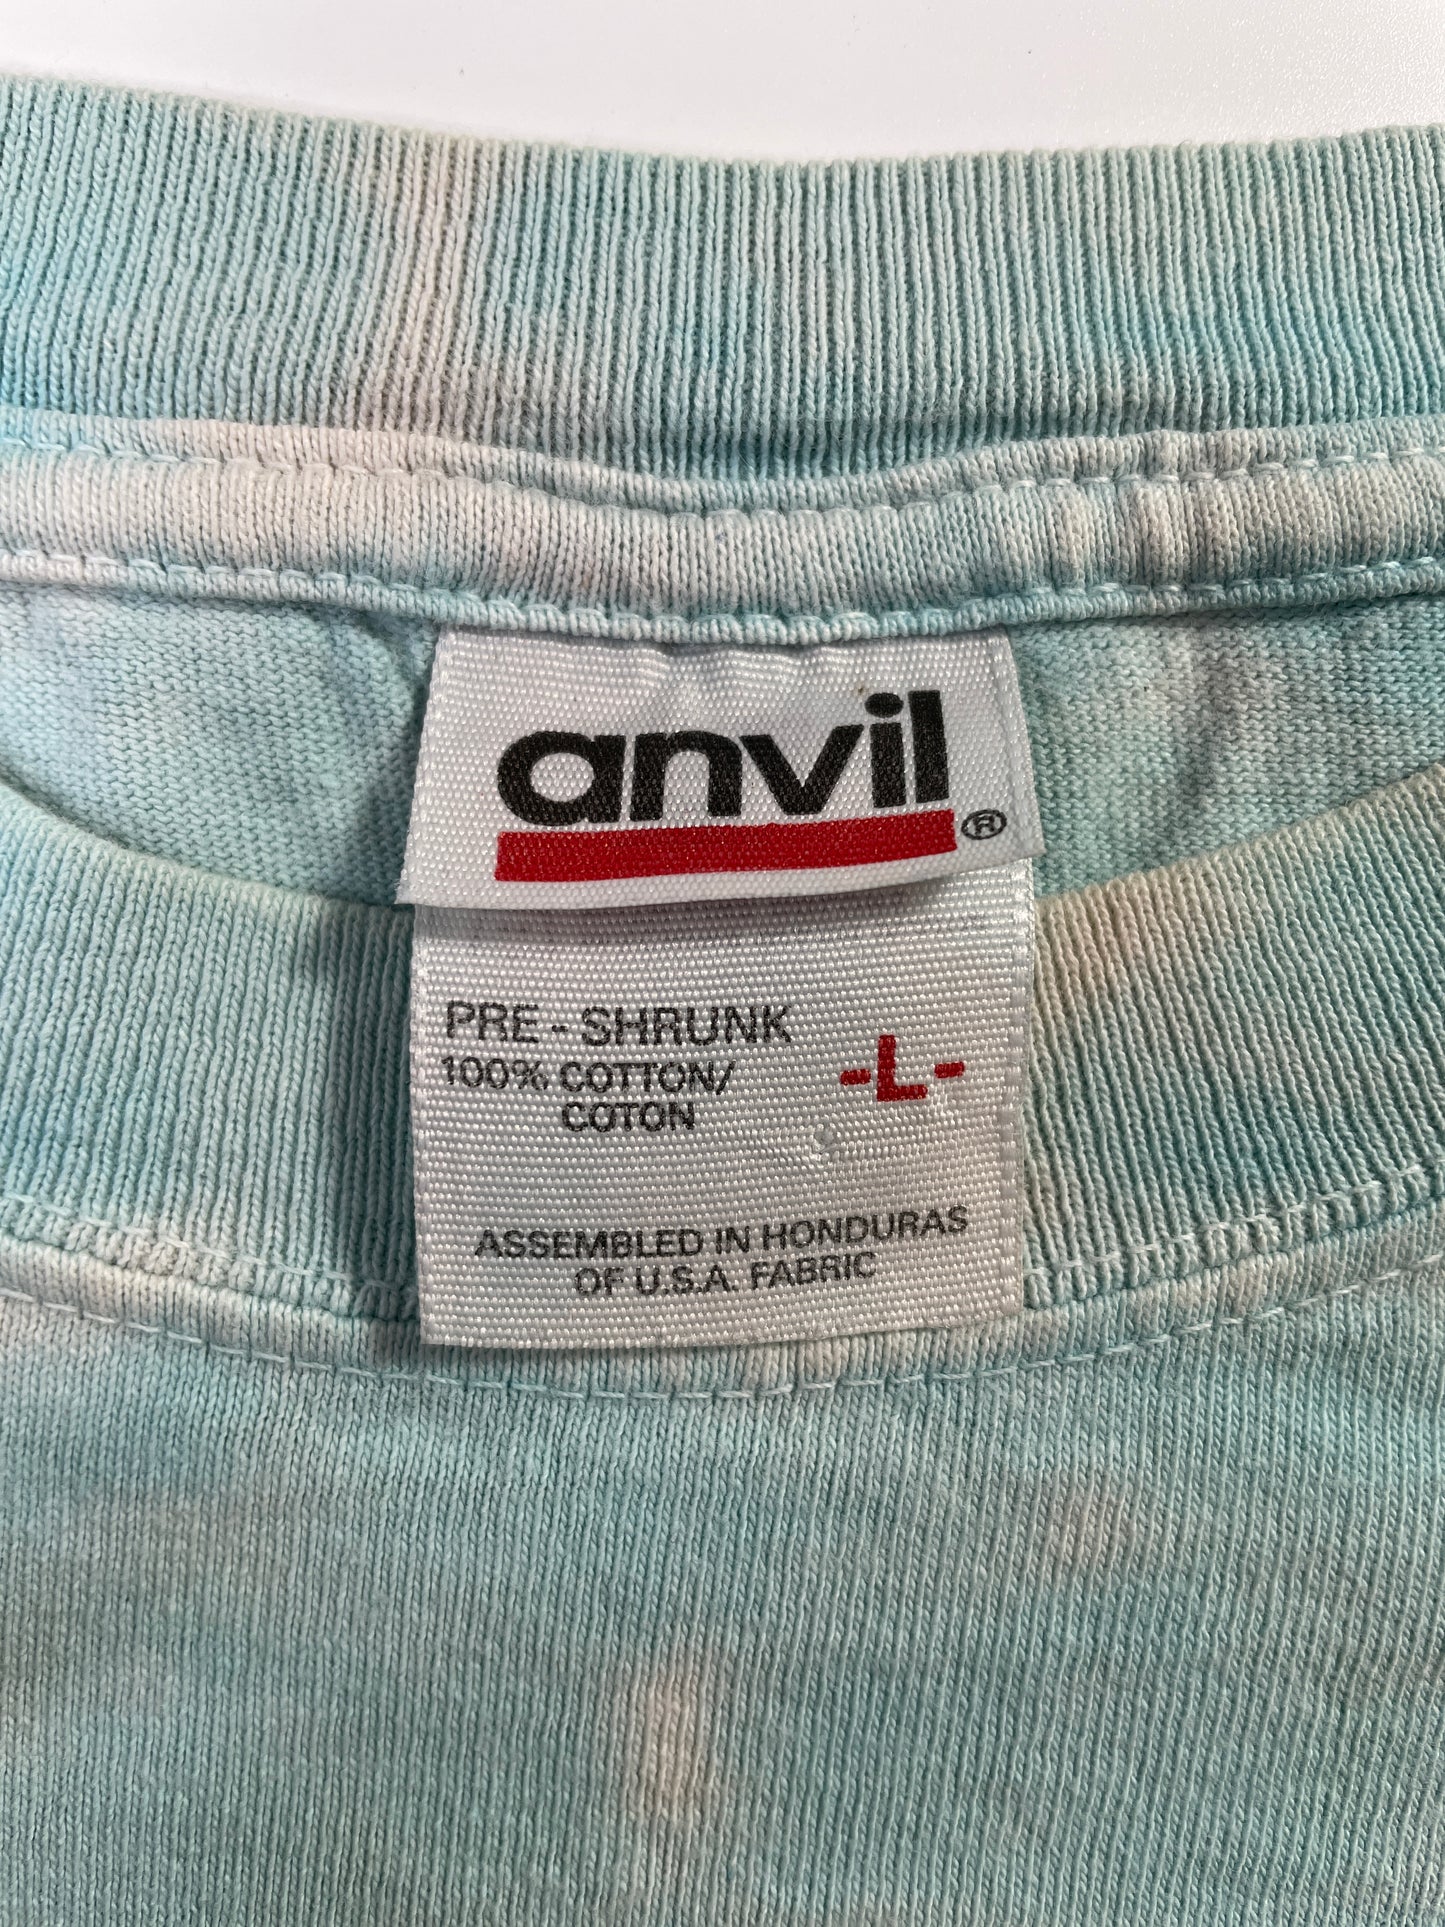 anvil®
PRE-SHRUNK
100% COTTON/
COTON
-L-
ASSEMBLED IN HONDURAS
OF U.S.A. FABRIC